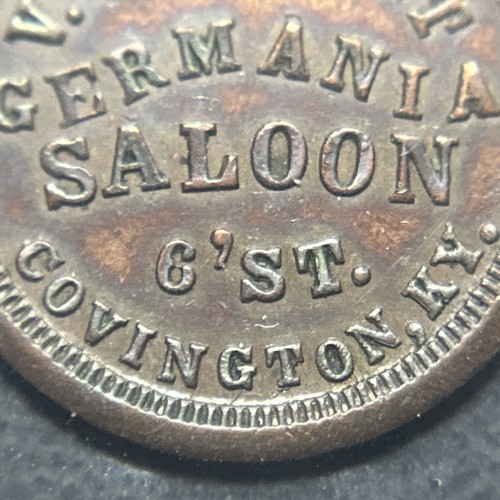 V.
GERMANIA
SALOON
6'ST.
COVINGTON, KY.